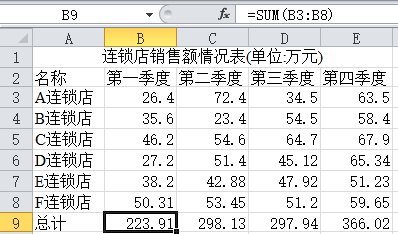 B9 fx =SUM(B3:B8)
A B C D E
1 连锁店销售额情况表(单位:万元)
2 名称 第一季度 第二季度 第三季度 第四季度
3 A连锁店 26.4 72.4 34.5 63.5
4 B连锁店 35.6 23.4 54.5 58.4
5 C连锁店 46.2 54.6 64.7 67.9
6 D连锁店 27.2 51.4 45.12 65.34
7 E连锁店 38.2 42.88 47.92 51.23
8 F连锁店 50.31 53.45 51.2 59.65
9 总计 223.91 298.13 297.94 366.02